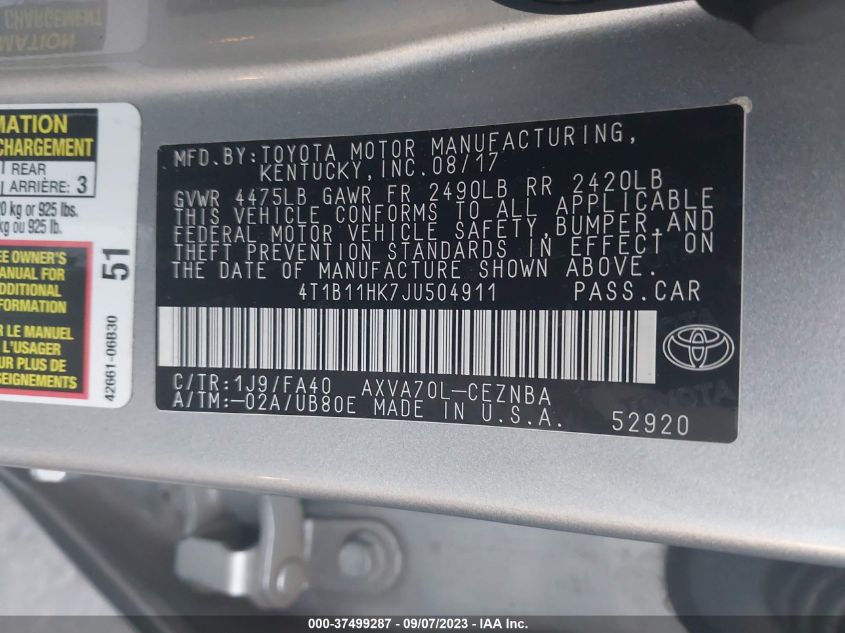 CHARGEMENT
MATION
CHARGEMENT
REAR
ARRIÈRE: 3
kg or 925 lbs.
kg ou 925 lb.
OWNER'S
MANUAL FOR
ADDITIONAL
LE MANUEL
L'USAGER
PLUS DE
51
42661-06B30
MFD.BY:TOYOTA MOTOR MANUFACTURING,
KENTUCKY,INC.08/17
GVWR 4475LB GAWR FR 2490LB RR 2420LB
THIS VEHICLE CONFORMS TO ALL APPLICABLE
FEDERAL MOTOR VEHICLE SAFETY,BUMPER,AND
THEFT PREVENTION STANDARDS IN EFFECT ON
THE DATE OF MANUFACTURE SHOWN ABOVE.
4T1B11HK7JU504911 PASS.CAR
C/TR:1J9/FA40 AXVA70L-CEZNBA
A/TM:-02A/UB80E MADE IN U.S.A.
52920
000-37499287 - 09/07/2023 - IAA Inc.